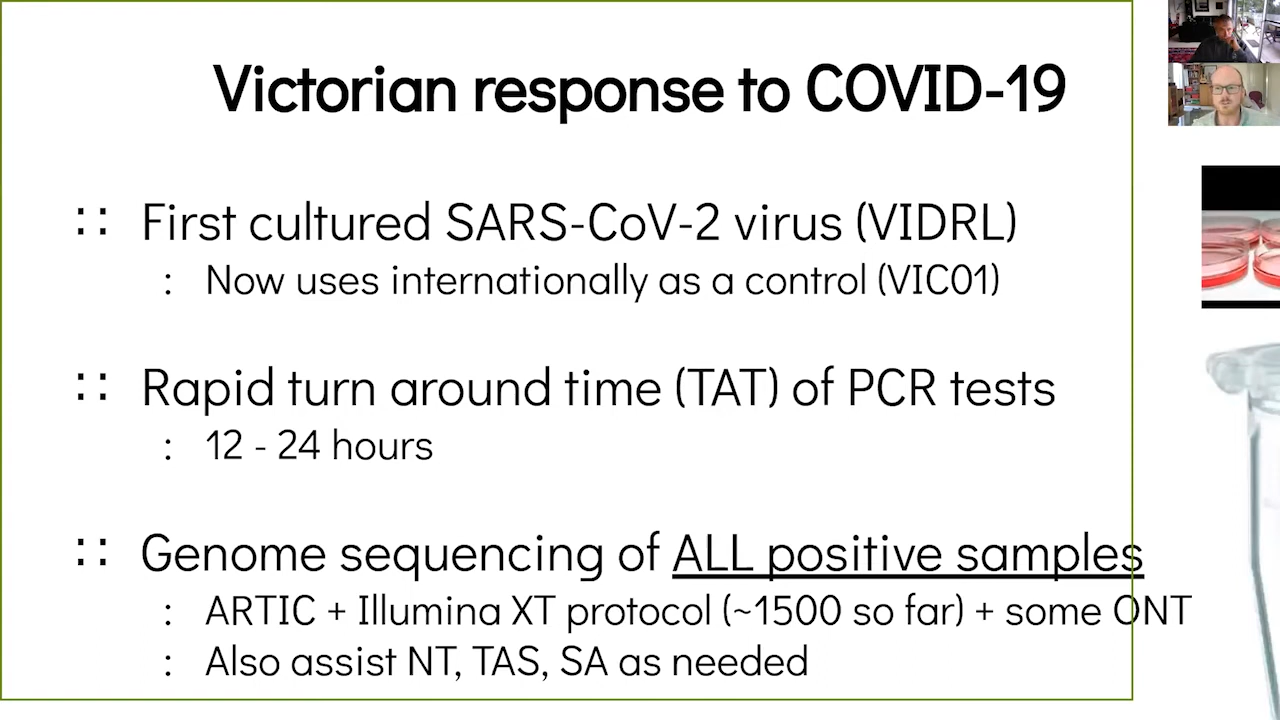 Victorian response to COVID-19
:: First cultured SARS-CoV-2 virus (VIDRL)
: Now uses internationally as a control (VIC01)
:: Rapid turn around time (TAT) of PCR tests
: 12 - 24 hours
:: Genome sequencing of ALL positive samples
: ARTIC + Illumina XT protocol (~1500 so far) + some ONT
: Also assist NT, TAS, SA as needed